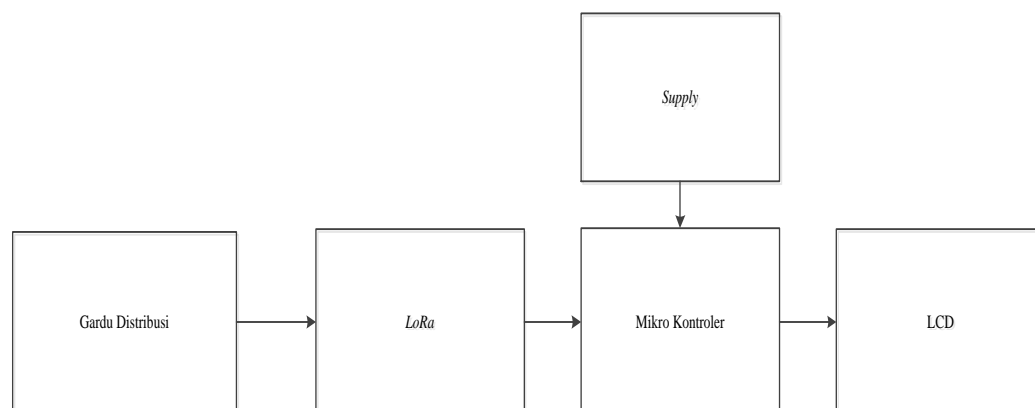 Supply
Gardu Distribusi
LoRa
Mikro Kontroler
LCD